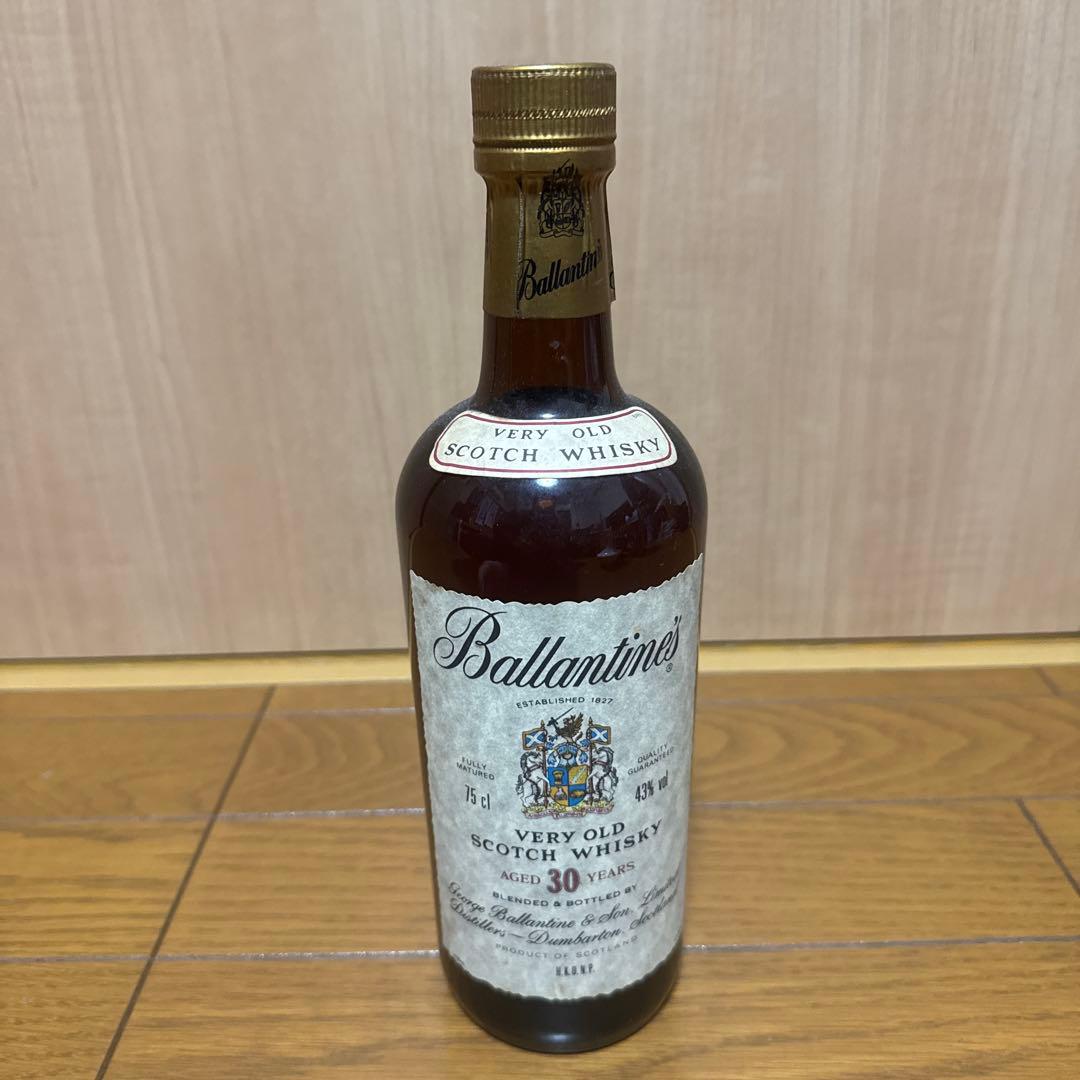 Ballantine's
VERY OLD
SCOTCH WHISKY
Ballantine's
®
ESTABLISHED 1827
FULLY
MATURED
QUALITY
GUARANTEED
75 cl
43% vol
VERY OLD
SCOTCH WHISKY
AGED 30 YEARS
BLENDED & BOTTLED BY
George Ballantine & Son, Limited
Distillers — Dumbarton, Scotland
PRODUCT OF SCOTLAND
H.K.D.N.P.